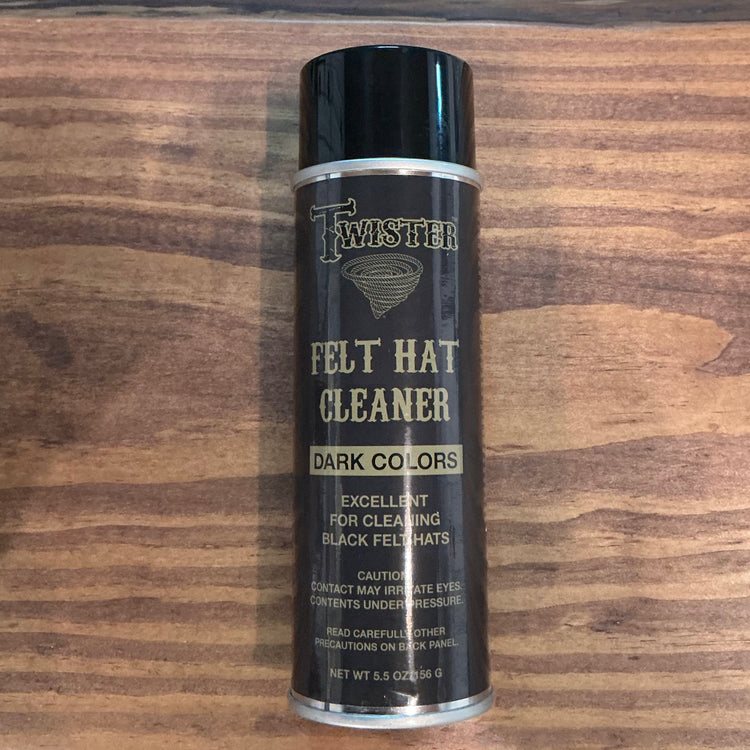 TWISTER
FELT HAT
CLEANER
DARK COLORS
EXCELLENT
FOR CLEANING
BLACK FELT HATS
CAUTION
CONTACT MAY IRRITATE EYES.
CONTENTS UNDER PRESSURE.
READ CAREFULLY OTHER
PRECAUTIONS ON BACK PANEL.
NET WT 5.5 OZ/156 G